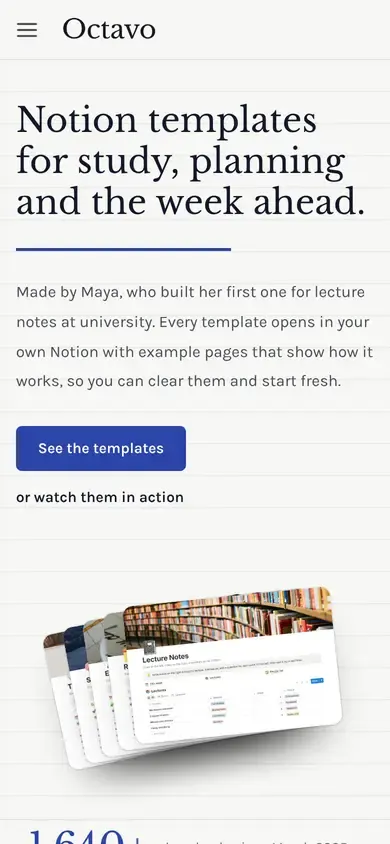 Octavo
Notion templates
for study, planning
and the week ahead.
Made by Maya, who built her first one for lecture
notes at university. Every template opens in your
own Notion with example pages that show how it
works, so you can clear them and start fresh.
See the templates
or watch them in action
Lecture Notes
Lectures